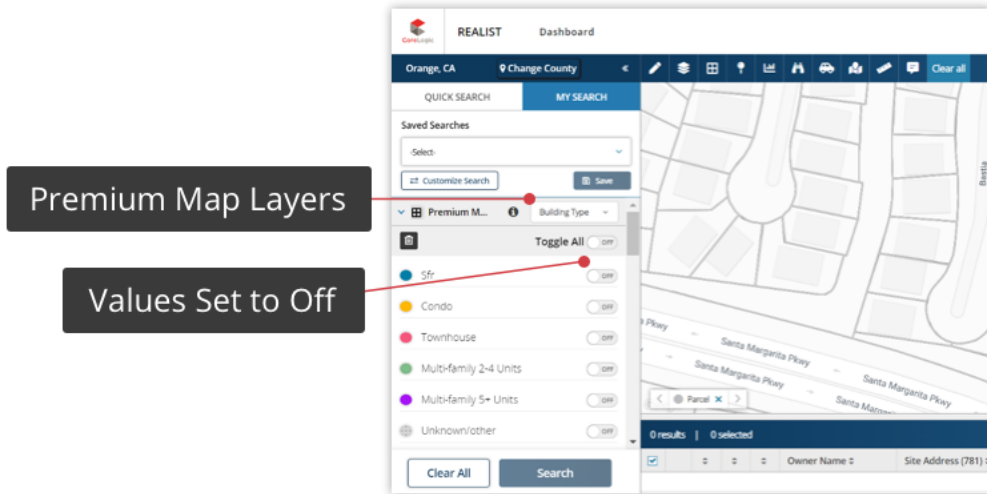 CoreLogic
REALIST
Dashboard
Orange, CA
Change County
«
Clear all
QUICK SEARCH
MY SEARCH
Saved Searches
-Select-
Customize Search
Save
Premium Map Layers
Premium M...
Building Type
Toggle All OFF
Values Set to Off
Sfr OFF
Condo OFF
Townhouse OFF
Multi-family 2-4 Units OFF
Multi-family 5+ Units OFF
Unknown/other OFF
Clear All
Search
Bastia
Pkwy
Santa Margarita Pkwy
Santa Margarita Pkwy
Santa Margarita Pkwy
Santa
< Parcel x >
0 results | 0 selected
Owner Name
Site Address (781)